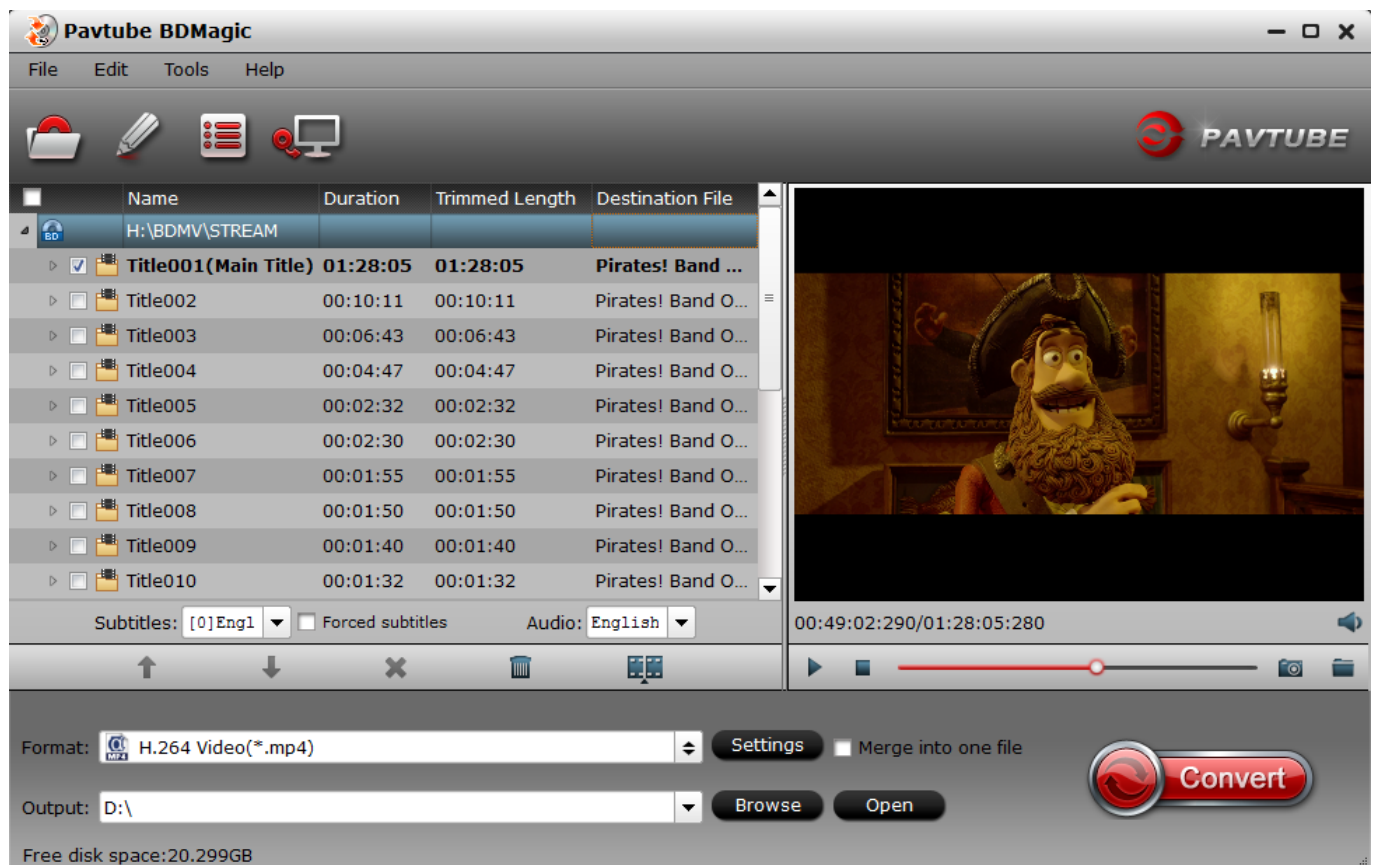 Pavtube BDMagic
File Edit Tools Help
PAVTUBE
Name Duration Trimmed Length Destination File
BD H:\BDMV\STREAM
Title001(Main Title) 01:28:05 01:28:05 Pirates! Band ...
Title002 00:10:11 00:10:11 Pirates! Band O...
Title003 00:06:43 00:06:43 Pirates! Band O...
Title004 00:04:47 00:04:47 Pirates! Band O...
Title005 00:02:32 00:02:32 Pirates! Band O...
Title006 00:02:30 00:02:30 Pirates! Band O...
Title007 00:01:55 00:01:55 Pirates! Band O...
Title008 00:01:50 00:01:50 Pirates! Band O...
Title009 00:01:40 00:01:40 Pirates! Band O...
Title010 00:01:32 00:01:32 Pirates! Band O...
Subtitles: [0]Engl Forced subtitles Audio: English
00:49:02:290/01:28:05:280
Format: MP4 H.264 Video(*.mp4) Settings Merge into one file
Convert
Output: D:\ Browse Open
Free disk space:20.299GB